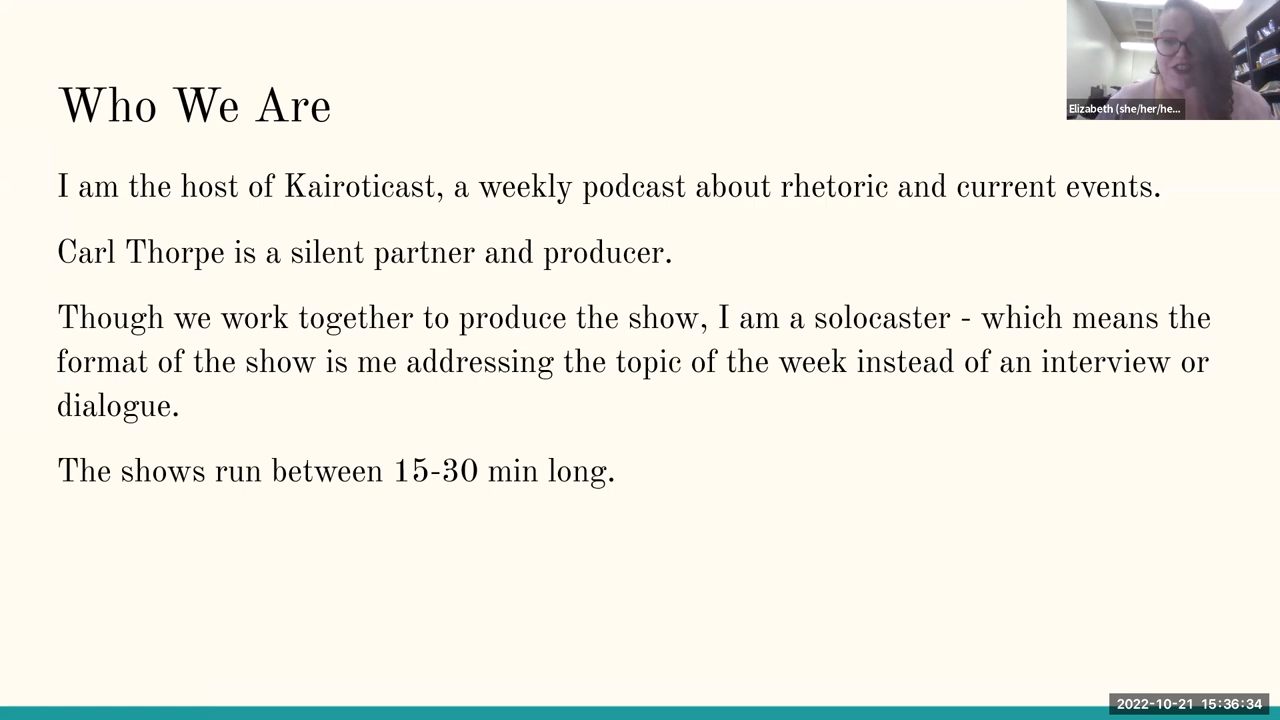 Elizabeth (she/her/he...
Who We Are
I am the host of Kairoticast, a weekly podcast about rhetoric and current events.
Carl Thorpe is a silent partner and producer.
Though we work together to produce the show, I am a solocaster - which means the
format of the show is me addressing the topic of the week instead of an interview or
dialogue.
The shows run between 15-30 min long.
2022-10-21 15:36:34